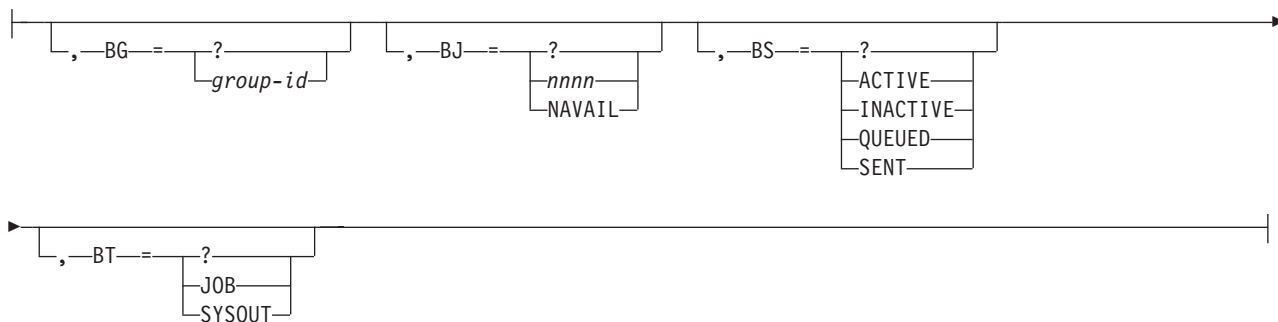 , BG = ? , BJ = ? , BS = ?
group-id nnnn ACTIVE
NAVAIL INACTIVE
QUEUED
SENT
, BT = ?
JOB
SYSOUT